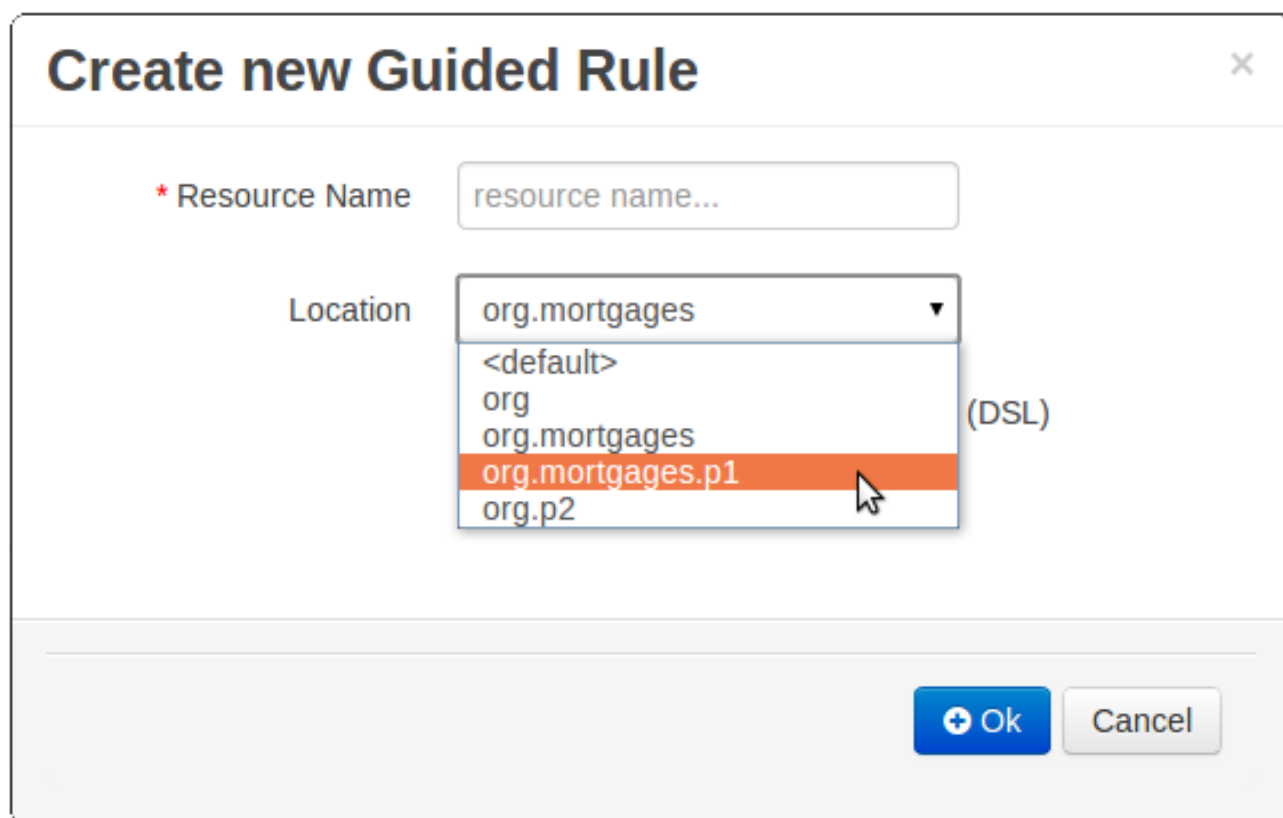 Create new Guided Rule ×
* Resource Name resource name...
Location org.mortgages
<default>
org
(DSL)
org.mortgages
org.mortgages.p1
org.p2
Ok Cancel